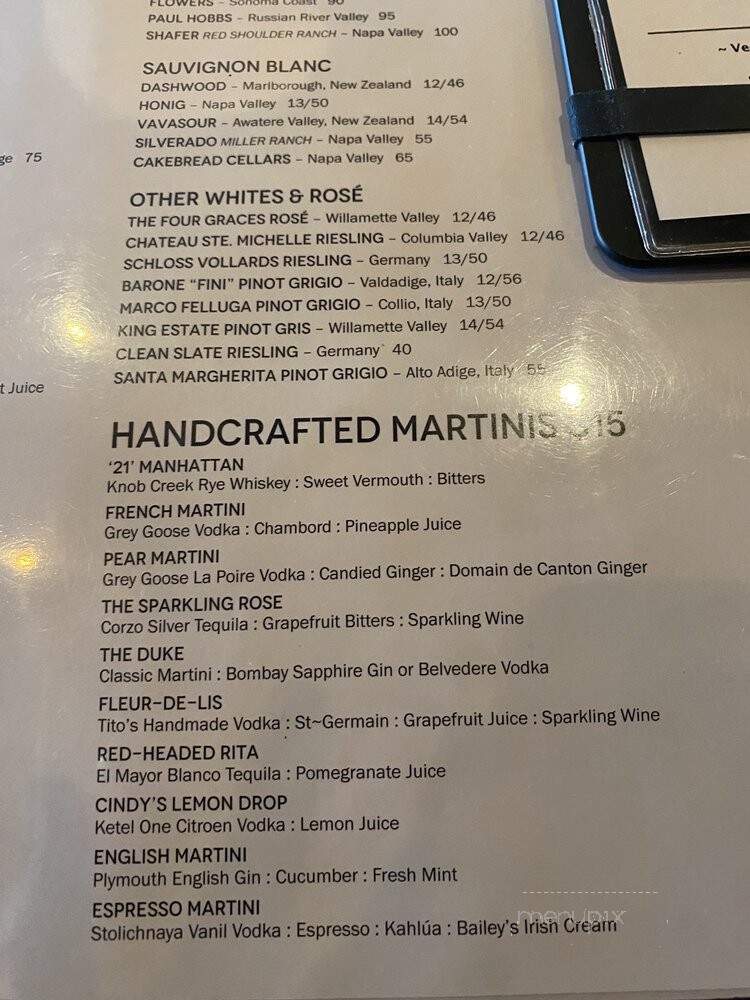 FLOWERS – Sonoma Coast 90
PAUL HOBBS – Russian River Valley 95
SHAFER RED SHOULDER RANCH – Napa Valley 100
~ Ve
SAUVIGNON BLANC
DASHWOOD – Marlborough, New Zealand 12/46
HONIG – Napa Valley 13/50
VAVASOUR – Awatere Valley, New Zealand 14/54
SILVERADO MILLER RANCH – Napa Valley 55
CAKEBREAD CELLARS – Napa Valley 65
75
OTHER WHITES & ROSÉ
THE FOUR GRACES ROSÉ – Willamette Valley 12/46
CHATEAU STE. MICHELLE RIESLING – Columbia Valley 12/46
SCHLOSS VOLLARDS RIESLING – Germany 13/50
BARONE "FINI" PINOT GRIGIO – Valdadige, Italy 12/56
MARCO FELLUGA PINOT GRIGIO – Collio, Italy 13/50
KING ESTATE PINOT GRIS – Willamette Valley 14/54
CLEAN SLATE RIESLING – Germany 40
SANTA MARGHERITA PINOT GRIGIO – Alto Adige, Italy 55
t Juice
HANDCRAFTED MARTINIS $15
'21' MANHATTAN
Knob Creek Rye Whiskey : Sweet Vermouth : Bitters
FRENCH MARTINI
Grey Goose Vodka : Chambord : Pineapple Juice
PEAR MARTINI
Grey Goose La Poire Vodka : Candied Ginger : Domain de Canton Ginger
THE SPARKLING ROSE
Corzo Silver Tequila : Grapefruit Bitters : Sparkling Wine
THE DUKE
Classic Martini : Bombay Sapphire Gin or Belvedere Vodka
FLEUR-DE-LIS
Tito's Handmade Vodka : St~Germain : Grapefruit Juice : Sparkling Wine
RED-HEADED RITA
El Mayor Blanco Tequila : Pomegranate Juice
CINDY'S LEMON DROP
Ketel One Citroen Vodka : Lemon Juice
ENGLISH MARTINI
Plymouth English Gin : Cucumber : Fresh Mint
ESPRESSO MARTINI
Stolichnaya Vanil Vodka : Espresso : Kahlúa : Bailey's Irish Cream
menupix